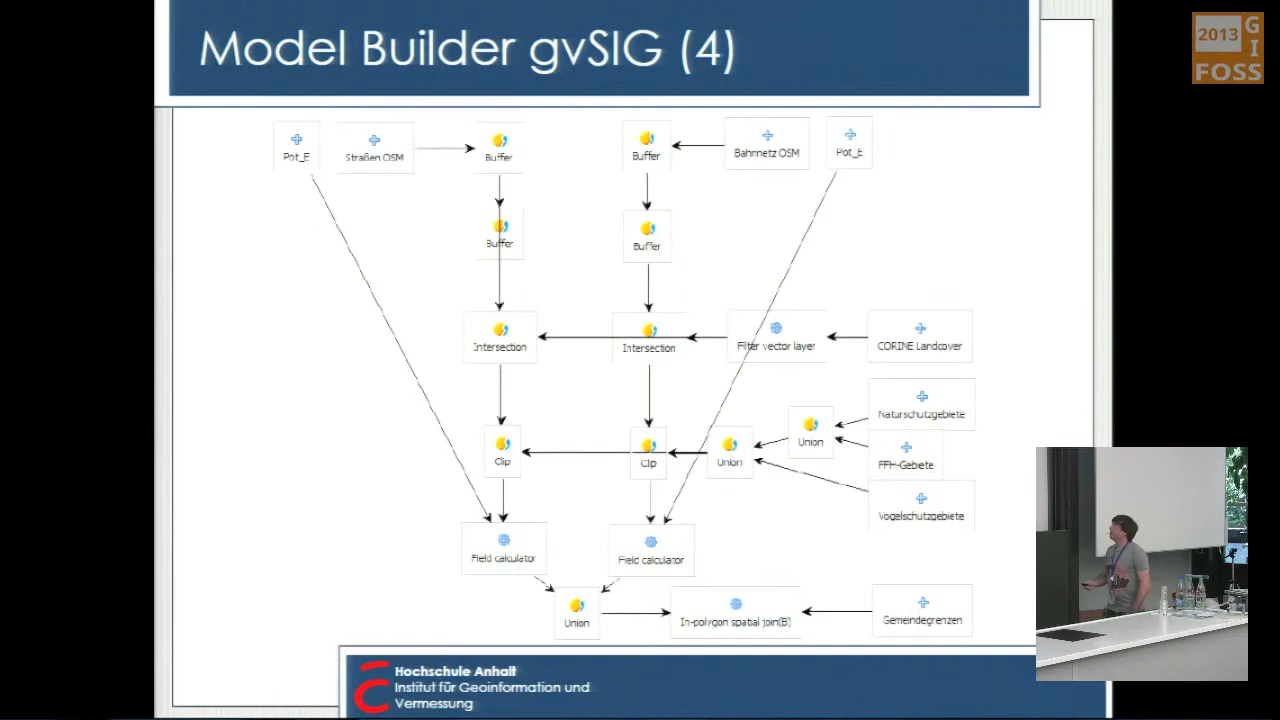 Model Builder gvSIG (4)
2013
G
I
FOSS
Pot_E
Straßen OSM
Buffer
Buffer
Bahnnetz OSM
Pot_E
Buffer
Buffer
Intersection
Intersection
Filter vector layer
CORINE Landcover
Naturschutzgebiete
Union
FFH-Gebiete
Clip
Clip
Union
Vogelschutzgebiete
Field calculator
Field calculator
Union
In-polygon spatial join(B)
Gemeindegrenzen
Hochschule Anhalt
Institut für Geoinformation und
Vermessung